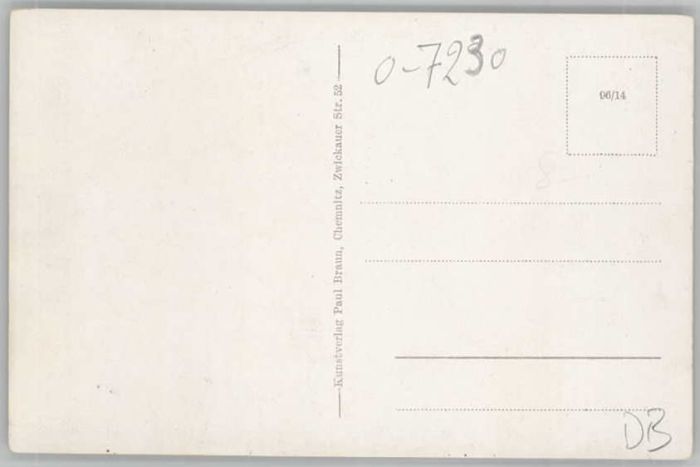 0-7230
96/14
Kunstverlag Paul Braun, Chemnitz, Zwickauer Str. 52
DB